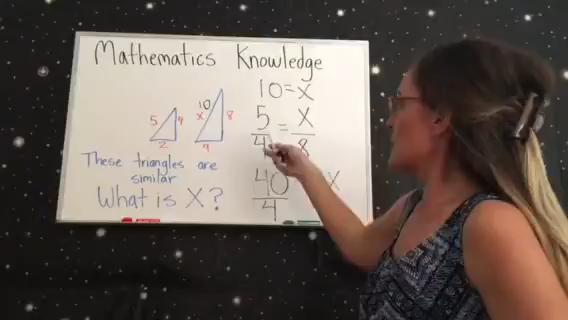 Mathematics Knowledge
10 = X
5/4 = X/8
40/4 X
5 4 2
10 X 8 4
These triangles are
similar
What is X?